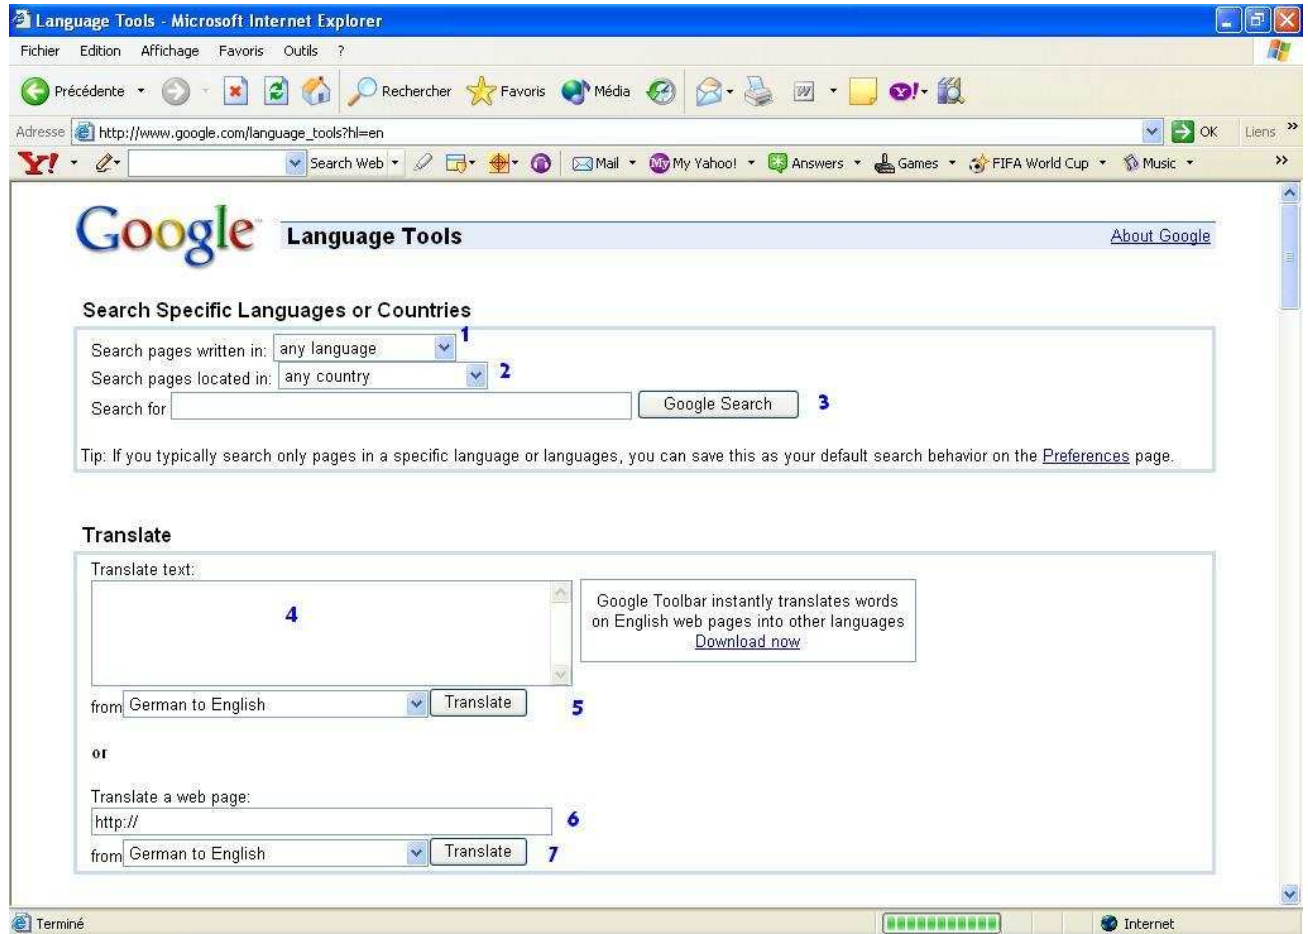 Language Tools - Microsoft Internet Explorer
Fichier Edition Affichage Favoris Outils ?
Précédente Rechercher Favoris Média
Adresse http://www.google.com/language_tools?hl=en OK Liens »
Y! Search Web Mail My My Yahoo! Answers Games FIFA World Cup Music »
Google™ Language Tools About Google
Search Specific Languages or Countries
Search pages written in: any language 1
Search pages located in: any country 2
Search for Google Search 3
Tip: If you typically search only pages in a specific language or languages, you can save this as your default search behavior on the Preferences page.
Translate
Translate text:
4
Google Toolbar instantly translates words
on English web pages into other languages
Download now
from German to English Translate 5
or
Translate a web page:
http:// 6
from German to English Translate 7
Terminé Internet